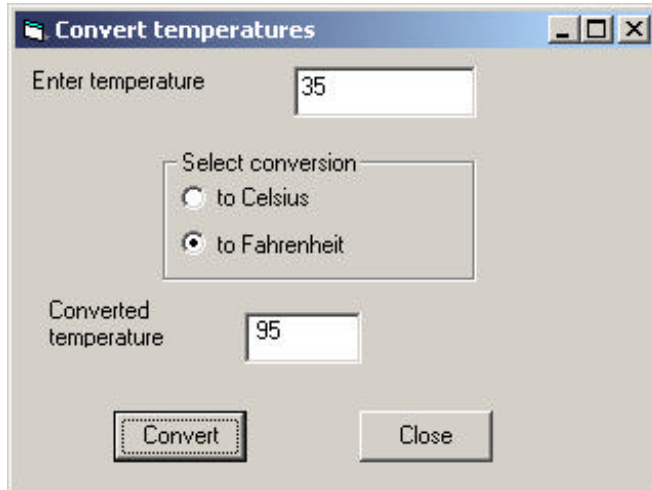 Convert temperatures
Enter temperature
35
Select conversion
to Celsius
to Fahrenheit
Converted
temperature
95
Convert
Close